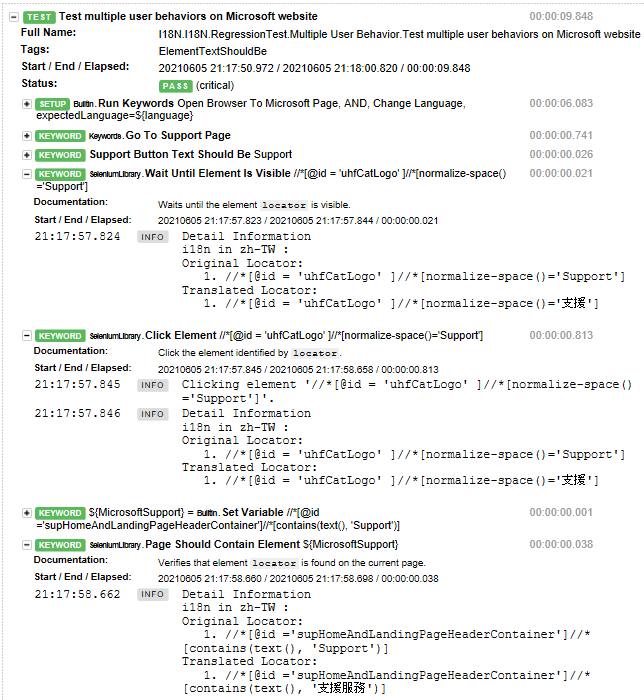 TEST Test multiple user behaviors on Microsoft website 00:00:09.848
Full Name: I18N.I18N.RegressionTest.Multiple User Behavior.Test multiple user behaviors on Microsoft website
Tags: ElementTextShouldBe
Start / End / Elapsed: 20210605 21:17:50.972 / 20210605 21:18:00.820 / 00:00:09.848
Status: PASS (critical)
SETUP BuiltIn. Run Keywords Open Browser To Microsoft Page, AND, Change Language, 00:00:06.083
expectedLanguage=${language}
KEYWORD Keywords. Go To Support Page 00:00:00.741
KEYWORD Support Button Text Should Be Support 00:00:00.026
KEYWORD SeleniumLibrary. Wait Until Element Is Visible //*[@id = 'uhfCatLogo' ]//*[normalize-space() 00:00:00.021
='Support']
Documentation: Waits until the element locator is visible.
Start / End / Elapsed: 20210605 21:17:57.823 / 20210605 21:17:57.844 / 00:00:00.021
21:17:57.824 INFO Detail Information
i18n in zh-TW :
Original Locator:
1. //*[@id = 'uhfCatLogo' ]//*[normalize-space()='Support']
Translated Locator:
1. //*[@id = 'uhfCatLogo' ]//*[normalize-space()='支援']
KEYWORD SeleniumLibrary. Click Element //*[@id = 'uhfCatLogo' ]//*[normalize-space()='Support'] 00:00:00.813
Documentation: Click the element identified by locator.
Start / End / Elapsed: 20210605 21:17:57.845 / 20210605 21:17:58.658 / 00:00:00.813
21:17:57.845 INFO Clicking element '//*[@id = 'uhfCatLogo' ]//*[normalize-space()
='Support']'.
21:17:57.846 INFO Detail Information
i18n in zh-TW :
Original Locator:
1. //*[@id = 'uhfCatLogo' ]//*[normalize-space()='Support']
Translated Locator:
1. //*[@id = 'uhfCatLogo' ]//*[normalize-space()='支援']
KEYWORD ${MicrosoftSupport} = BuiltIn. Set Variable //*[@id 00:00:00.001
='supHomeAndLandingPageHeaderContainer']//*[contains(text(), 'Support')]
KEYWORD SeleniumLibrary. Page Should Contain Element ${MicrosoftSupport} 00:00:00.038
Documentation: Verifies that element locator is found on the current page.
Start / End / Elapsed: 20210605 21:17:58.660 / 20210605 21:17:58.698 / 00:00:00.038
21:17:58.662 INFO Detail Information
i18n in zh-TW :
Original Locator:
1. //*[@id ='supHomeAndLandingPageHeaderContainer']//*
[contains(text(), 'Support')]
Translated Locator:
1. //*[@id ='supHomeAndLandingPageHeaderContainer']//*
[contains(text(), '支援服務')]